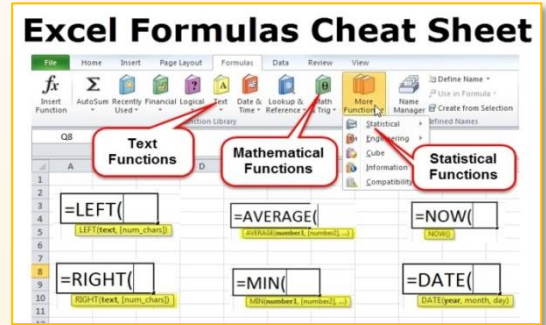 Excel Formulas Cheat Sheet
File Home Insert Page Layout Formulas Data Review View
fx Σ
Insert Function AutoSum Recently Used Financial Logical Text Date & Time Lookup & Reference Math & Trig More Functions Name Manager
Define Name
Use in Formula
Create from Selection
Function Library
Defined Names
Statistical
Engineering
Cube
Information
Compatibility
Text Functions
Mathematical Functions
Statistical Functions
Q8
A D
1
2
3
4
5
6
7
8
9
10
11
=LEFT(
LEFT(text, [num_chars])
=AVERAGE(
AVERAGE(number1, [number2], ...)
=NOW(
NOW()
=RIGHT(
RIGHT(text, [num_chars])
=MIN(
MIN(number1, [number2], ...)
=DATE(
DATE(year, month, day)